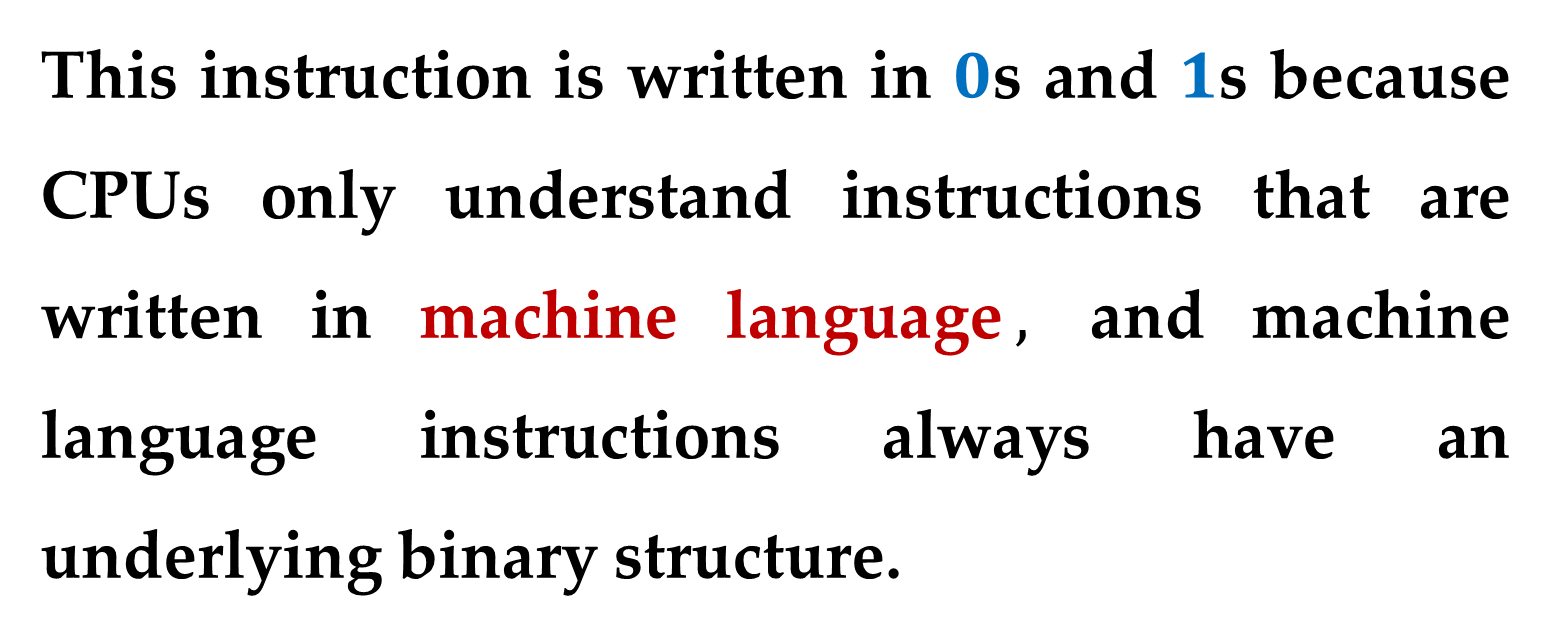 This instruction is written in 0s and 1s because
CPUs only understand instructions that are
written in machine language, and machine
language instructions always have an
underlying binary structure.